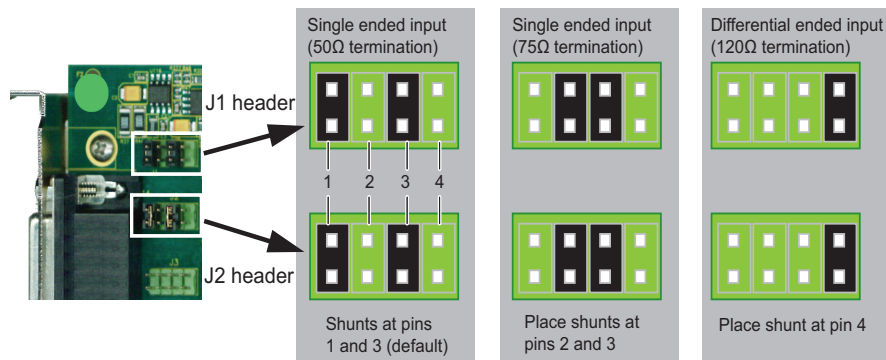 Single ended input
(50Ω termination)
Single ended input
(75Ω termination)
Differential ended input
(120Ω termination)
J1 header
1 2 3 4
J2 header
J3
Shunts at pins
1 and 3 (default)
Place shunts at
pins 2 and 3
Place shunt at pin 4